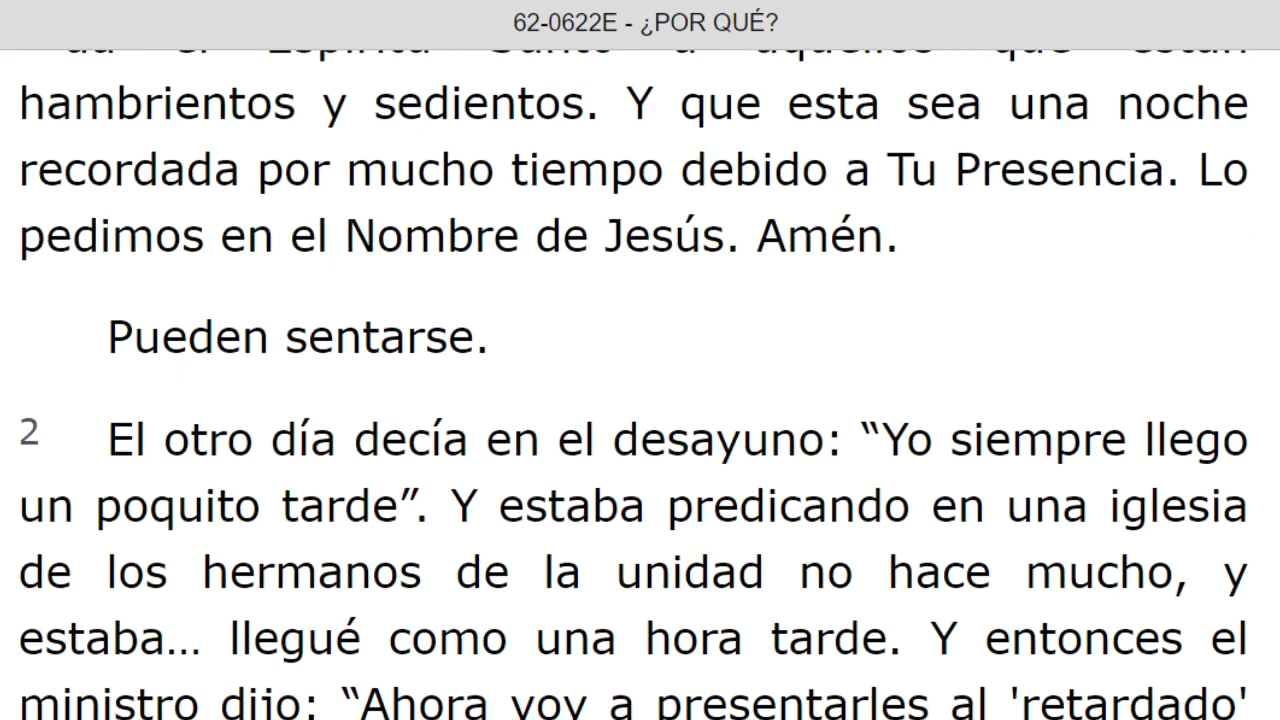 62-0622E - ¿POR QUÉ?
hambrientos y sedientos. Y que esta sea una noche
recordada por mucho tiempo debido a Tu Presencia. Lo
pedimos en el Nombre de Jesús. Amén.
Pueden sentarse.
2 El otro día decía en el desayuno: “Yo siempre llego
un poquito tarde”. Y estaba predicando en una iglesia
de los hermanos de la unidad no hace mucho, y
estaba… llegué como una hora tarde. Y entonces el
ministro dijo: “Ahora voy a presentarles al 'retardado'